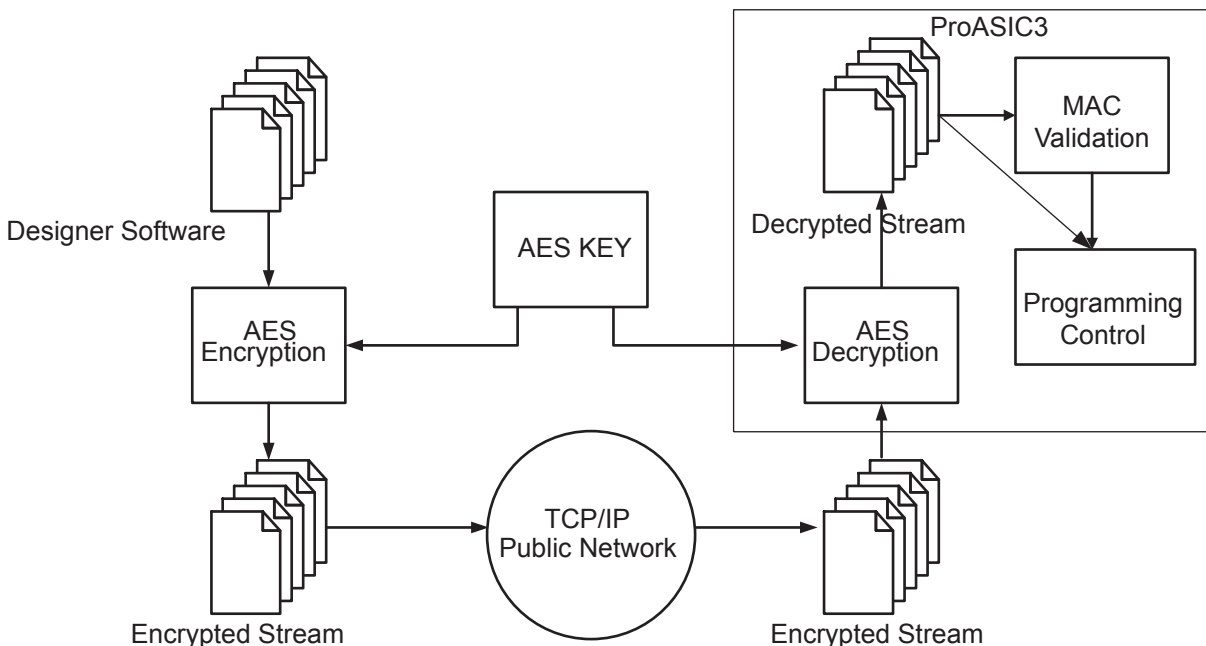 ProASIC3
MAC
Validation
Designer Software
Decrypted Stream
AES KEY
AES
Encryption
AES
Decryption
Programming
Control
TCP/IP
Public Network
Encrypted Stream
Encrypted Stream